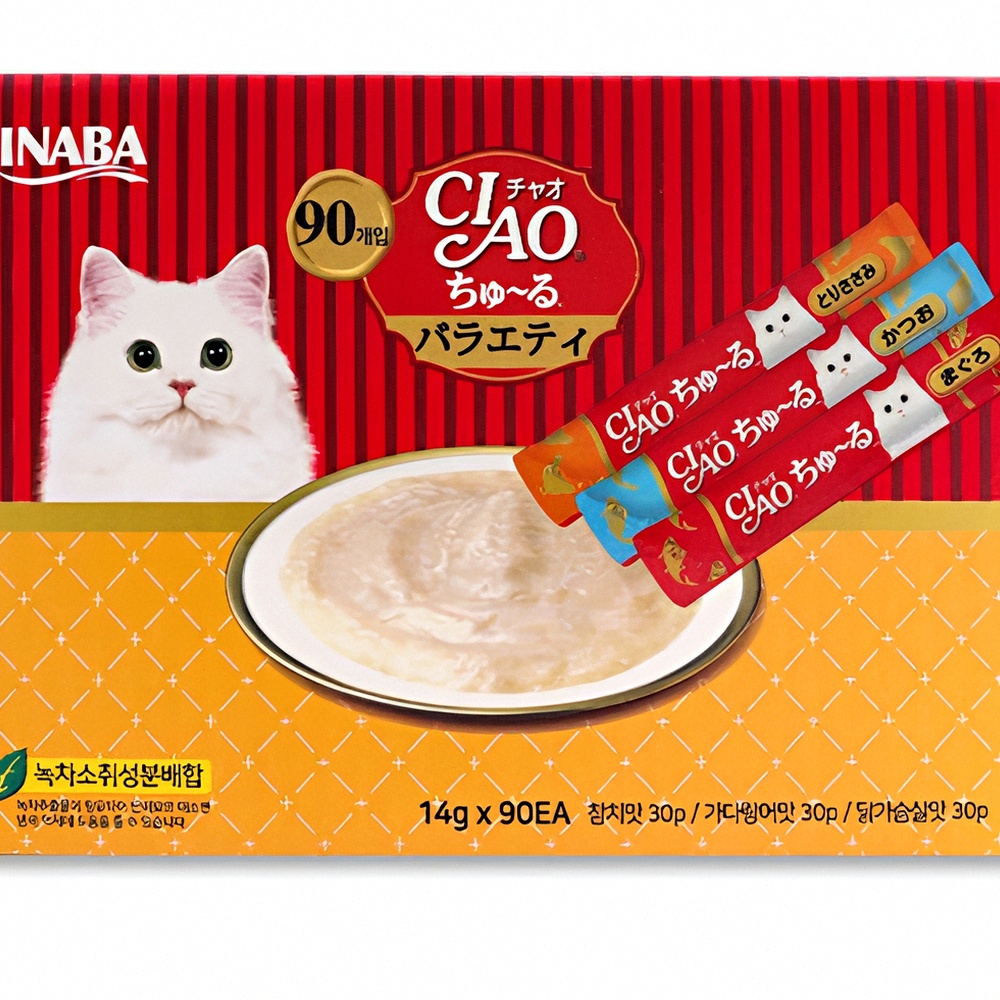 INABA
90개입
CIAO チャオ
ちゅ〜る
バラエティ
とりささみ
CIAO ちゅ〜る
かつお
CIAO ちゅ〜る
まぐろ
CIAO ちゅ〜る
녹차소취성분배합
14g x 90EA 참치맛 30p / 가다랑어맛 30p / 닭가슴살맛 30p